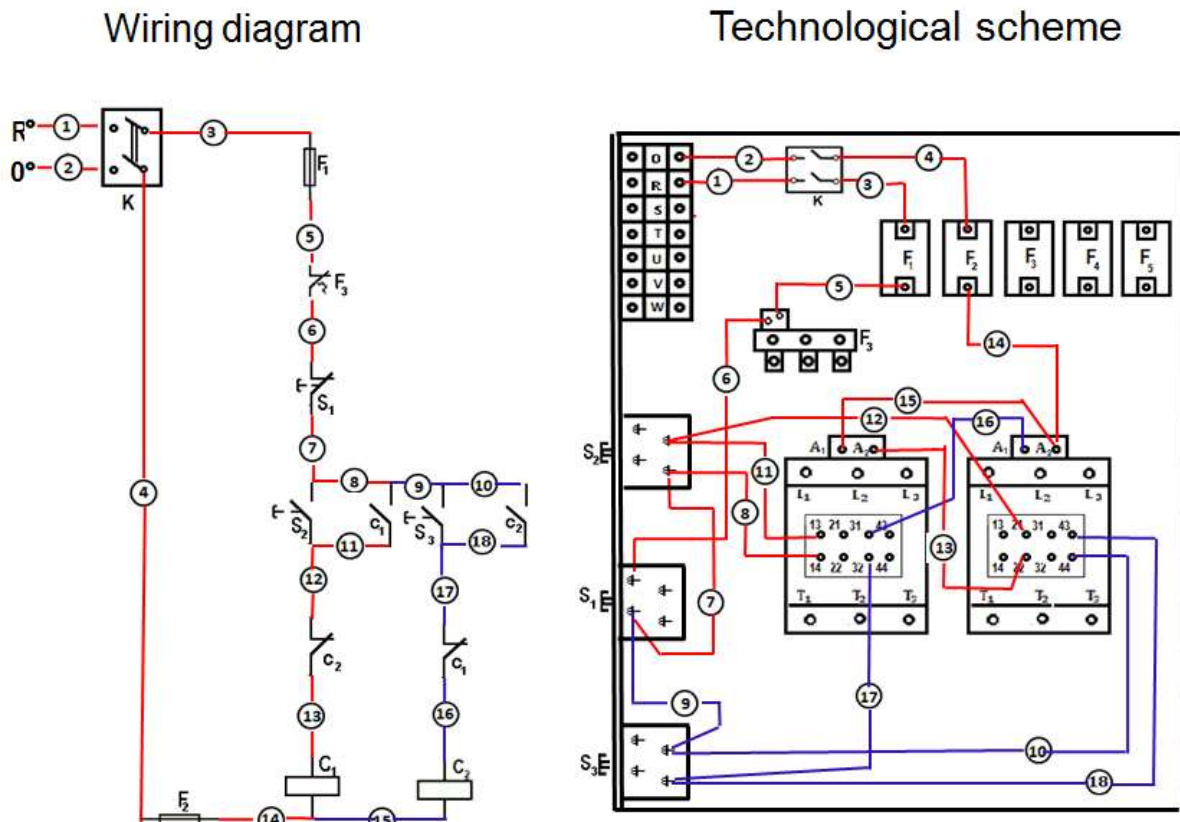 Wiring diagram
Technological scheme
R
1
3
0
2
K
F1
5
F3
6
S1
7
8
9
10
S2
C1
S3
C2
11
18
4
12
17
C2
C1
13
16
C1
C2
F2
14
15
O
R
S
T
U
V
W
2
4
1
3
K
F1
F2
F3
F4
F5
5
F3
14
6
15
12
16
S2
A1 A2
A1 A2
11
L1 L2 L3
L1 L2 L3
8
13 21 31 43
13 21 31 43
13
14 22 32 44
14 22 32 44
S1
7
T1 T2 T2
T1 T2 T2
17
9
S3
10
18